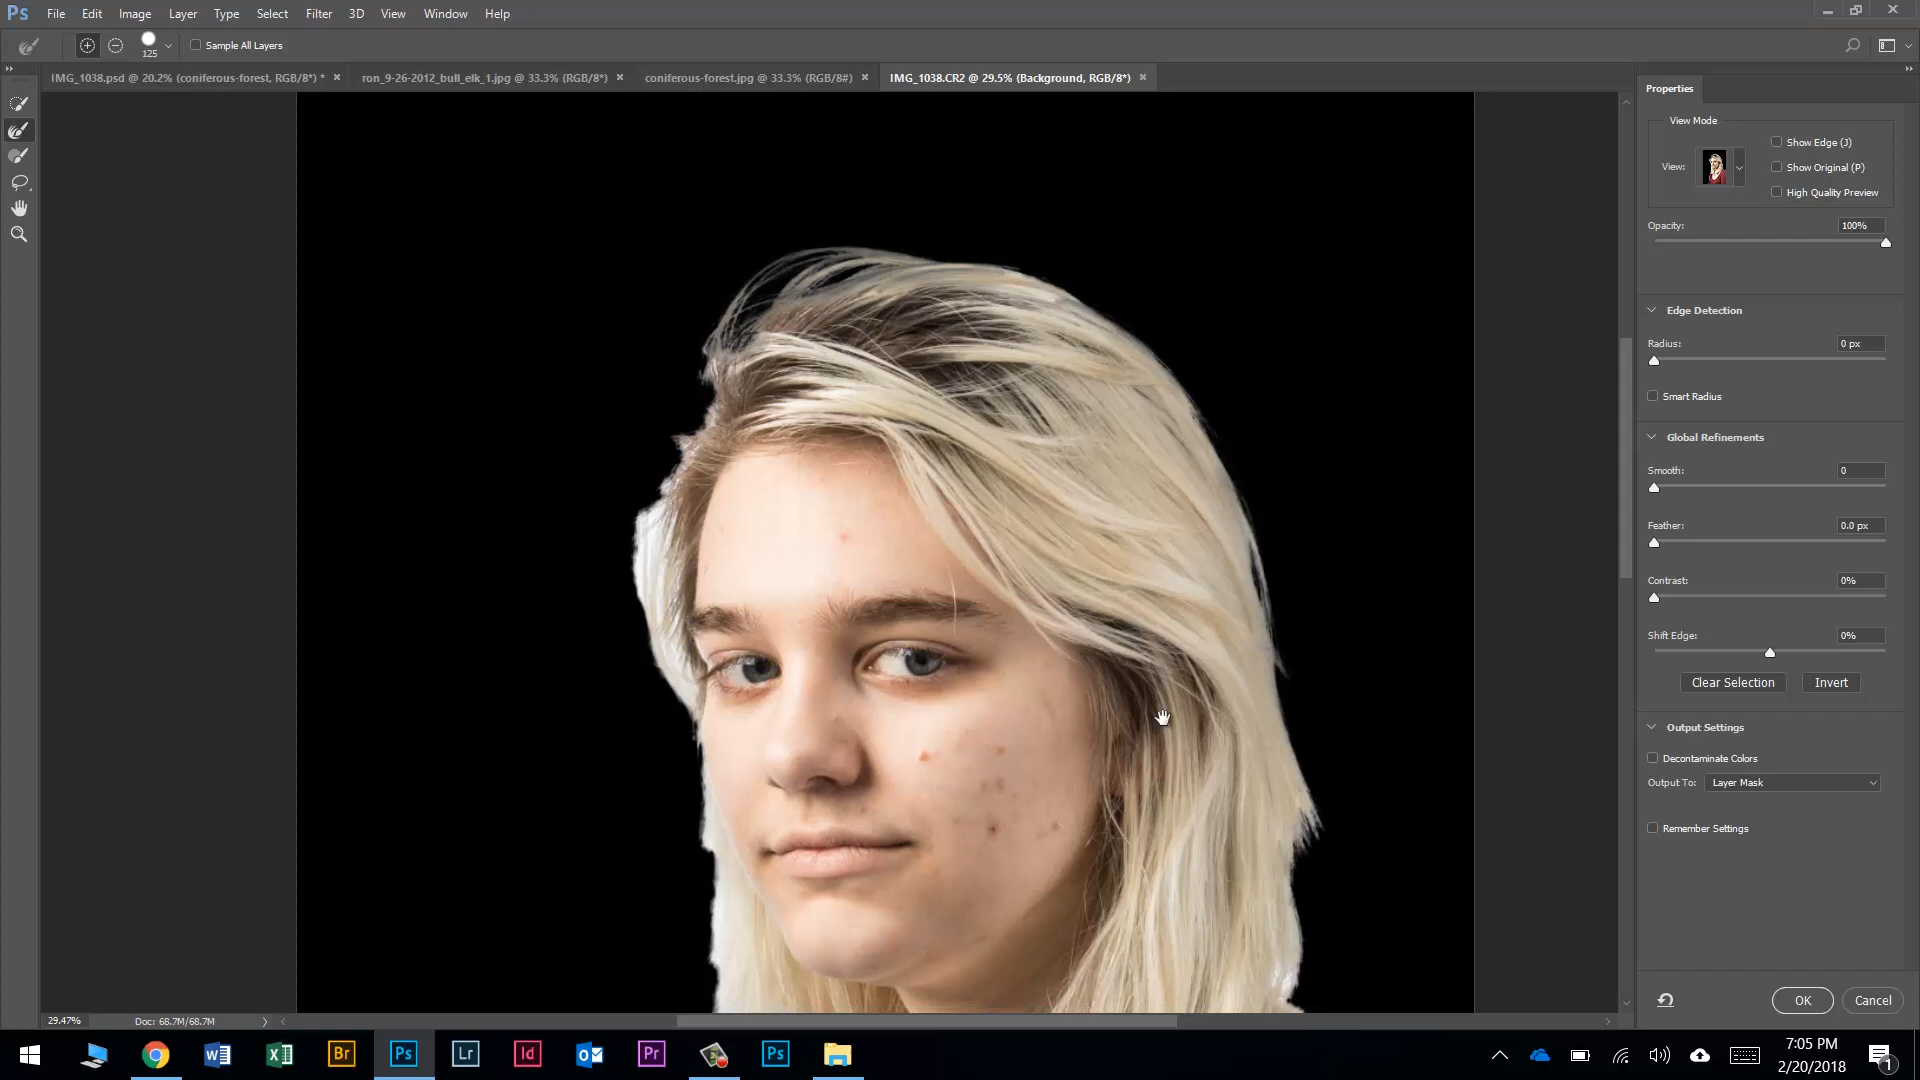 Ps File Edit Image Layer Type Select Filter 3D View Window Help
125 Sample All Layers
IMG_1038.psd @ 20.2% (coniferous-forest, RGB/8*) * × ron_9-26-2012_bull_elk_1.jpg @ 33.3% (RGB/8*) × coniferous-forest.jpg @ 33.3% (RGB/8#) × IMG_1038.CR2 @ 29.5% (Background, RGB/8*) ×
Properties
View Mode
Show Edge (J)
View: Show Original (P)
High Quality Preview
Opacity: 100%
Edge Detection
Radius: 0 px
Smart Radius
Global Refinements
Smooth: 0
Feather: 0.0 px
Contrast: 0%
Shift Edge: 0%
Clear Selection Invert
Output Settings
Decontaminate Colors
Output To: Layer Mask
Remember Settings
OK Cancel
29.47% Doc: 68.7M/68.7M
Br Ps Lr Id Pr Ps
7:05 PM
2/20/2018
1